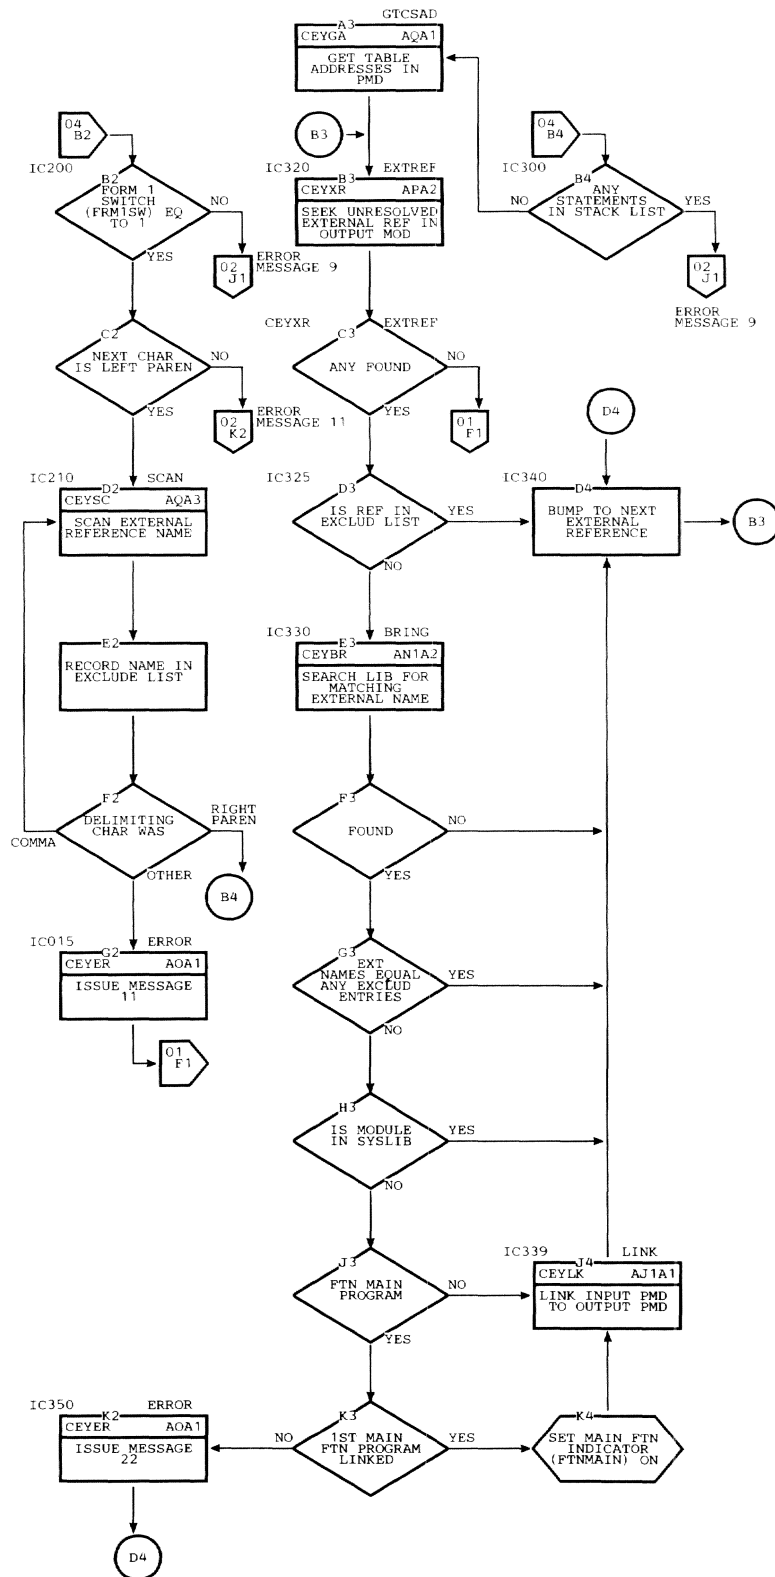 GTCSAD
A3
CEYGA AQA1
GET TABLE
ADDRESSES IN
PMD
04
B2
B3
04
B4
IC200
B2
FORM 1
SWITCH
(FRM1SW) EQ
TO 1
NO
YES
02
J1
ERROR
MESSAGE 9
IC320 EXTREF
B3
CEYXR APA2
SEEK UNRESOLVED
EXTERNAL REF IN
OUTPUT MOD
IC300
B4
ANY
STATEMENTS
IN STACK LIST
NO
YES
02
J1
ERROR
MESSAGE 9
C2
NEXT CHAR
IS LEFT PAREN
NO
YES
02
K2
ERROR
MESSAGE 11
CEYXR EXTREF
C3
ANY FOUND
NO
YES
01
F1
D4
IC210 SCAN
D2
CEYSC AQA3
SCAN EXTERNAL
REFERENCE NAME
IC325
D3
IS REF IN
EXCLUD LIST
YES
NO
IC340
D4
BUMP TO NEXT
EXTERNAL
REFERENCE
B3
E2
RECORD NAME IN
EXCLUDE LIST
IC330 BRING
E3
CEYBR AN1A2
SEARCH LIB FOR
MATCHING
EXTERNAL NAME
F2
DELIMITING
CHAR WAS
COMMA
RIGHT
PAREN
OTHER
B4
F3
FOUND
NO
YES
IC015 ERROR
G2
CEYER AOA1
ISSUE MESSAGE
11
01
F1
G3
EXT
NAMES EQUAL
ANY EXCLUD
ENTRIES
YES
NO
H3
IS MODULE
IN SYSLIB
YES
NO
J3
FTN MAIN
PROGRAM
NO
YES
IC339 LINK
J4
CEYLK AJ1A1
LINK INPUT PMD
TO OUTPUT PMD
IC350 ERROR
K2
CEYER AOA1
ISSUE MESSAGE
22
K3
1ST MAIN
FTN PROGRAM
LINKED
NO
YES
K4
SET MAIN FTN
INDICATOR
(FTNMAIN) ON
D4